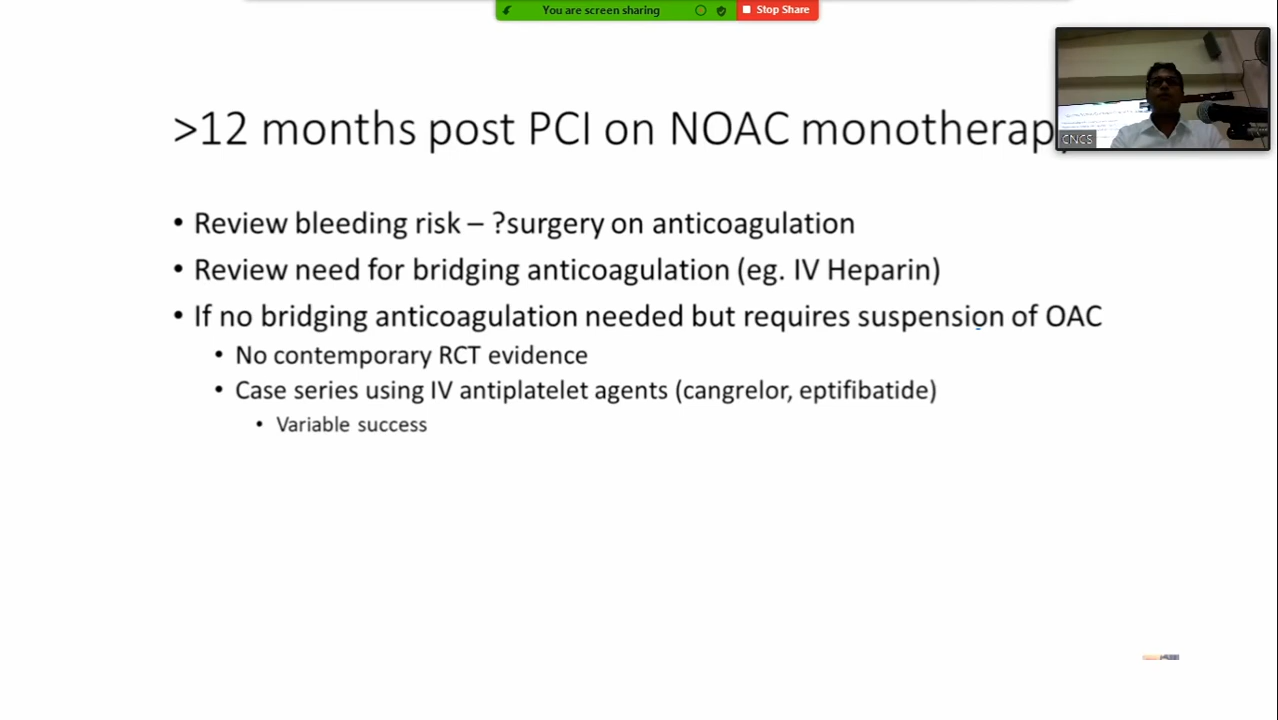 You are screen sharing
Stop Share
>12 months post PCI on NOAC monotherapy
CNCS
• Review bleeding risk – ?surgery on anticoagulation
• Review need for bridging anticoagulation (eg. IV Heparin)
• If no bridging anticoagulation needed but requires suspension of OAC
• No contemporary RCT evidence
• Case series using IV antiplatelet agents (cangrelor, eptifibatide)
• Variable success